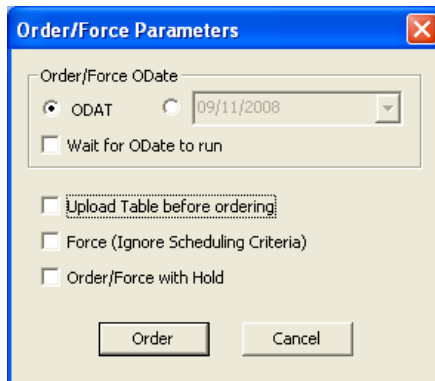 Order/Force Parameters
Order/Force ODate
ODAT 09/11/2008
Wait for ODate to run
Upload Table before ordering
Force (Ignore Scheduling Criteria)
Order/Force with Hold
Order Cancel